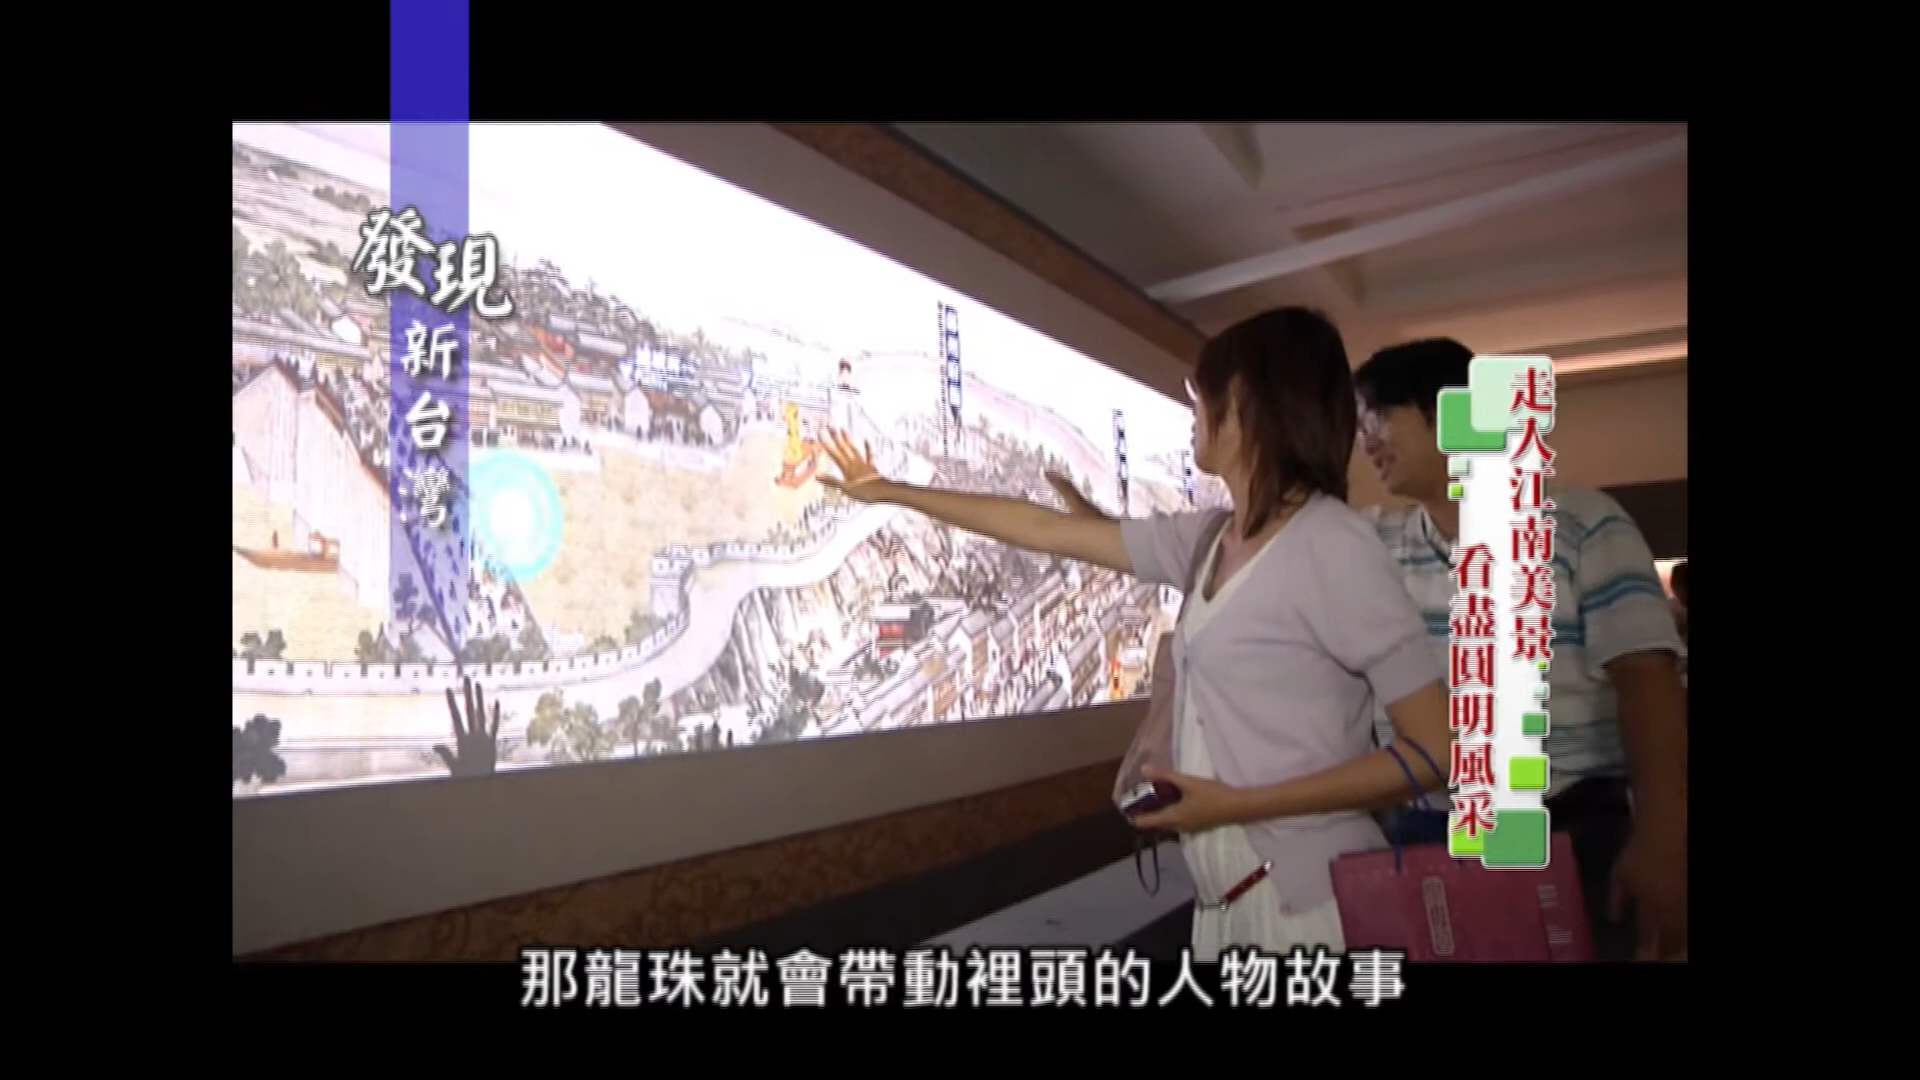 發現
新台灣
走入江南美景
看盡圓明風采
那龍珠就會帶動裡頭的人物故事